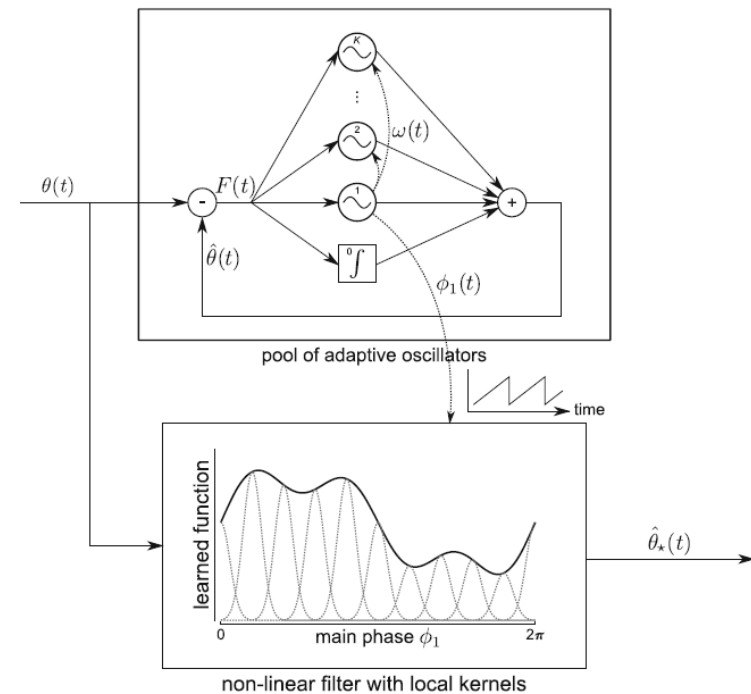 K
⋮
2
ω(t)
θ(t)
F(t)
1
-
+
θ̂(t)
0
∫
ϕ₁(t)
pool of adaptive oscillators
time
learned function
θ̂⋆(t)
0
2π
main phase ϕ₁
non-linear filter with local kernels